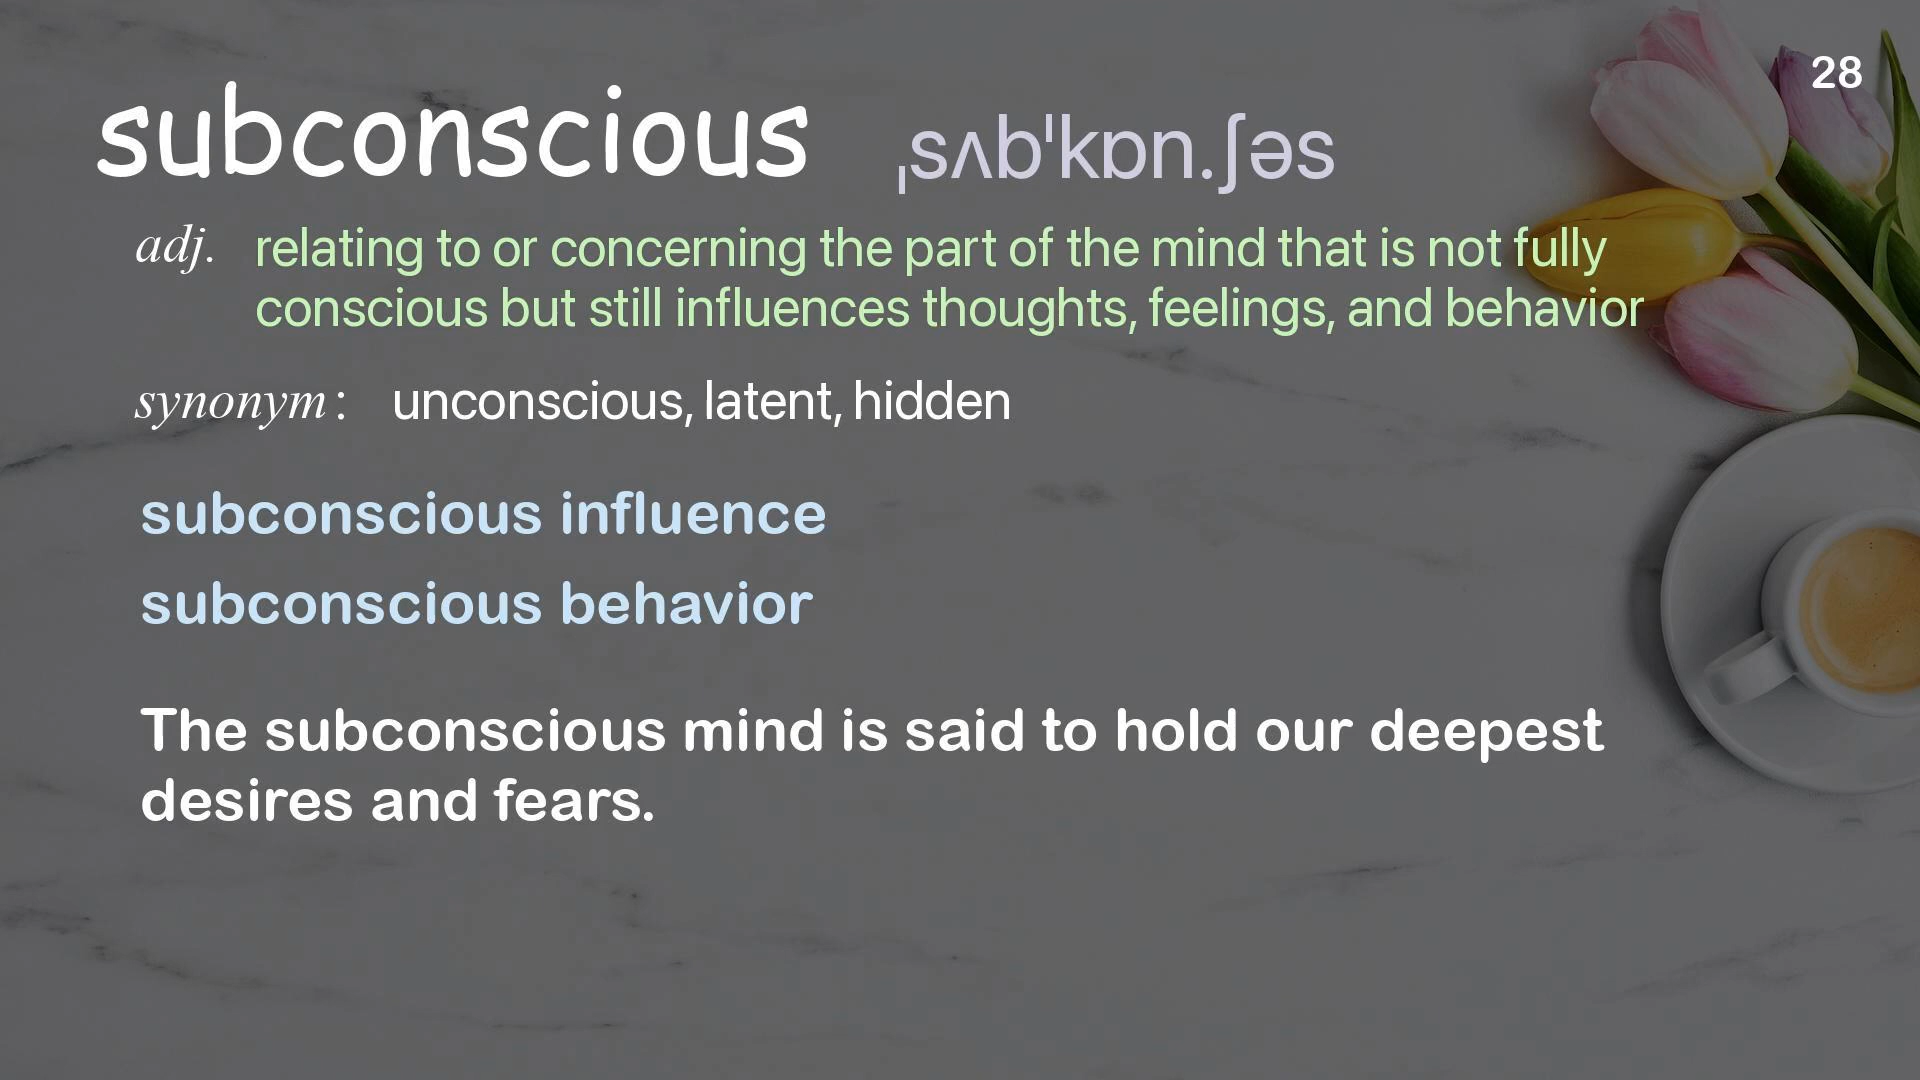 28
subconscious ˌsʌbˈkɒn.ʃəs
adj. relating to or concerning the part of the mind that is not fully
conscious but still influences thoughts, feelings, and behavior
synonym: unconscious, latent, hidden
subconscious influence
subconscious behavior
The subconscious mind is said to hold our deepest
desires and fears.